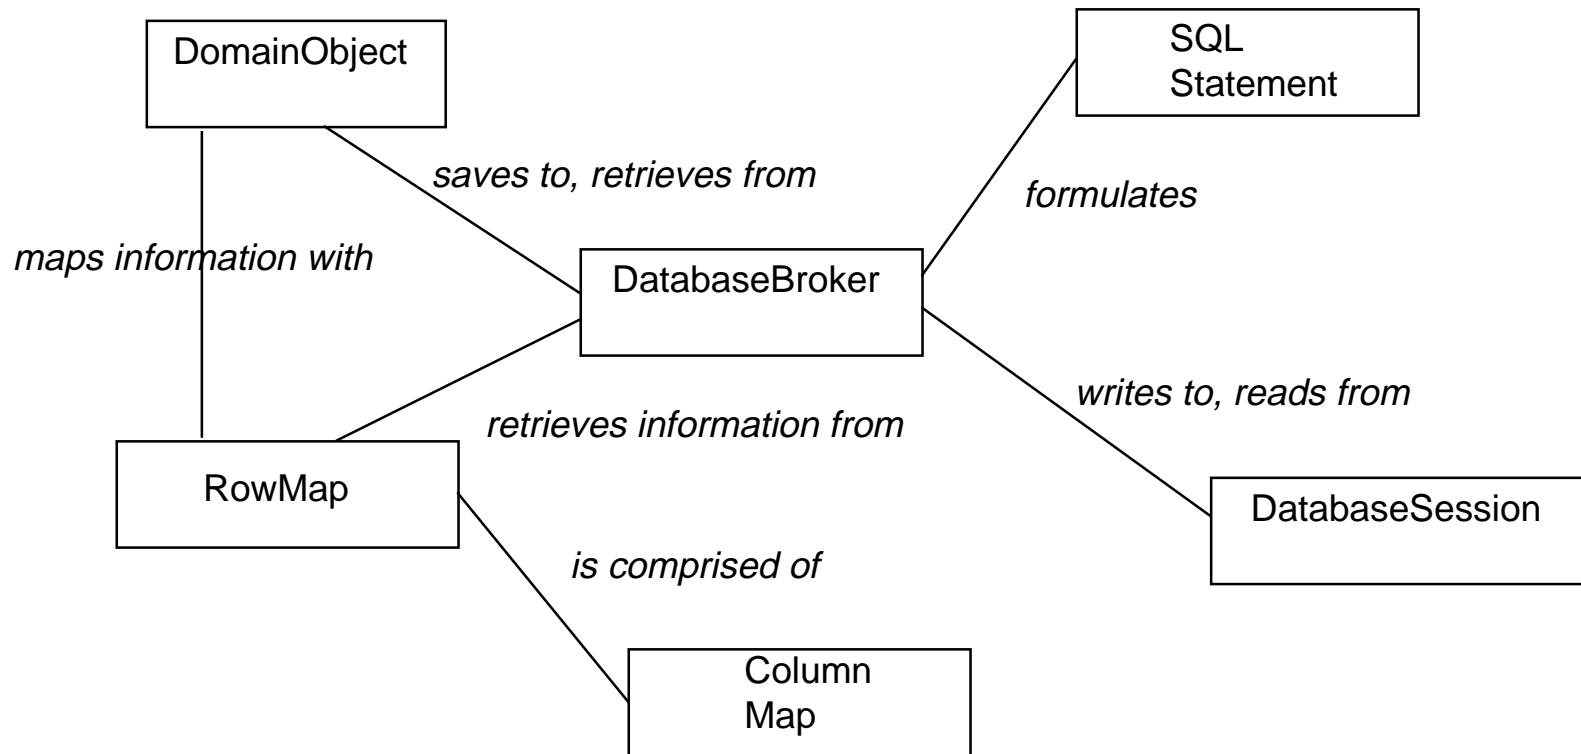 DomainObject
SQL
Statement
saves to, retrieves from
formulates
maps information with
DatabaseBroker
writes to, reads from
retrieves information from
RowMap
DatabaseSession
is comprised of
Column
Map